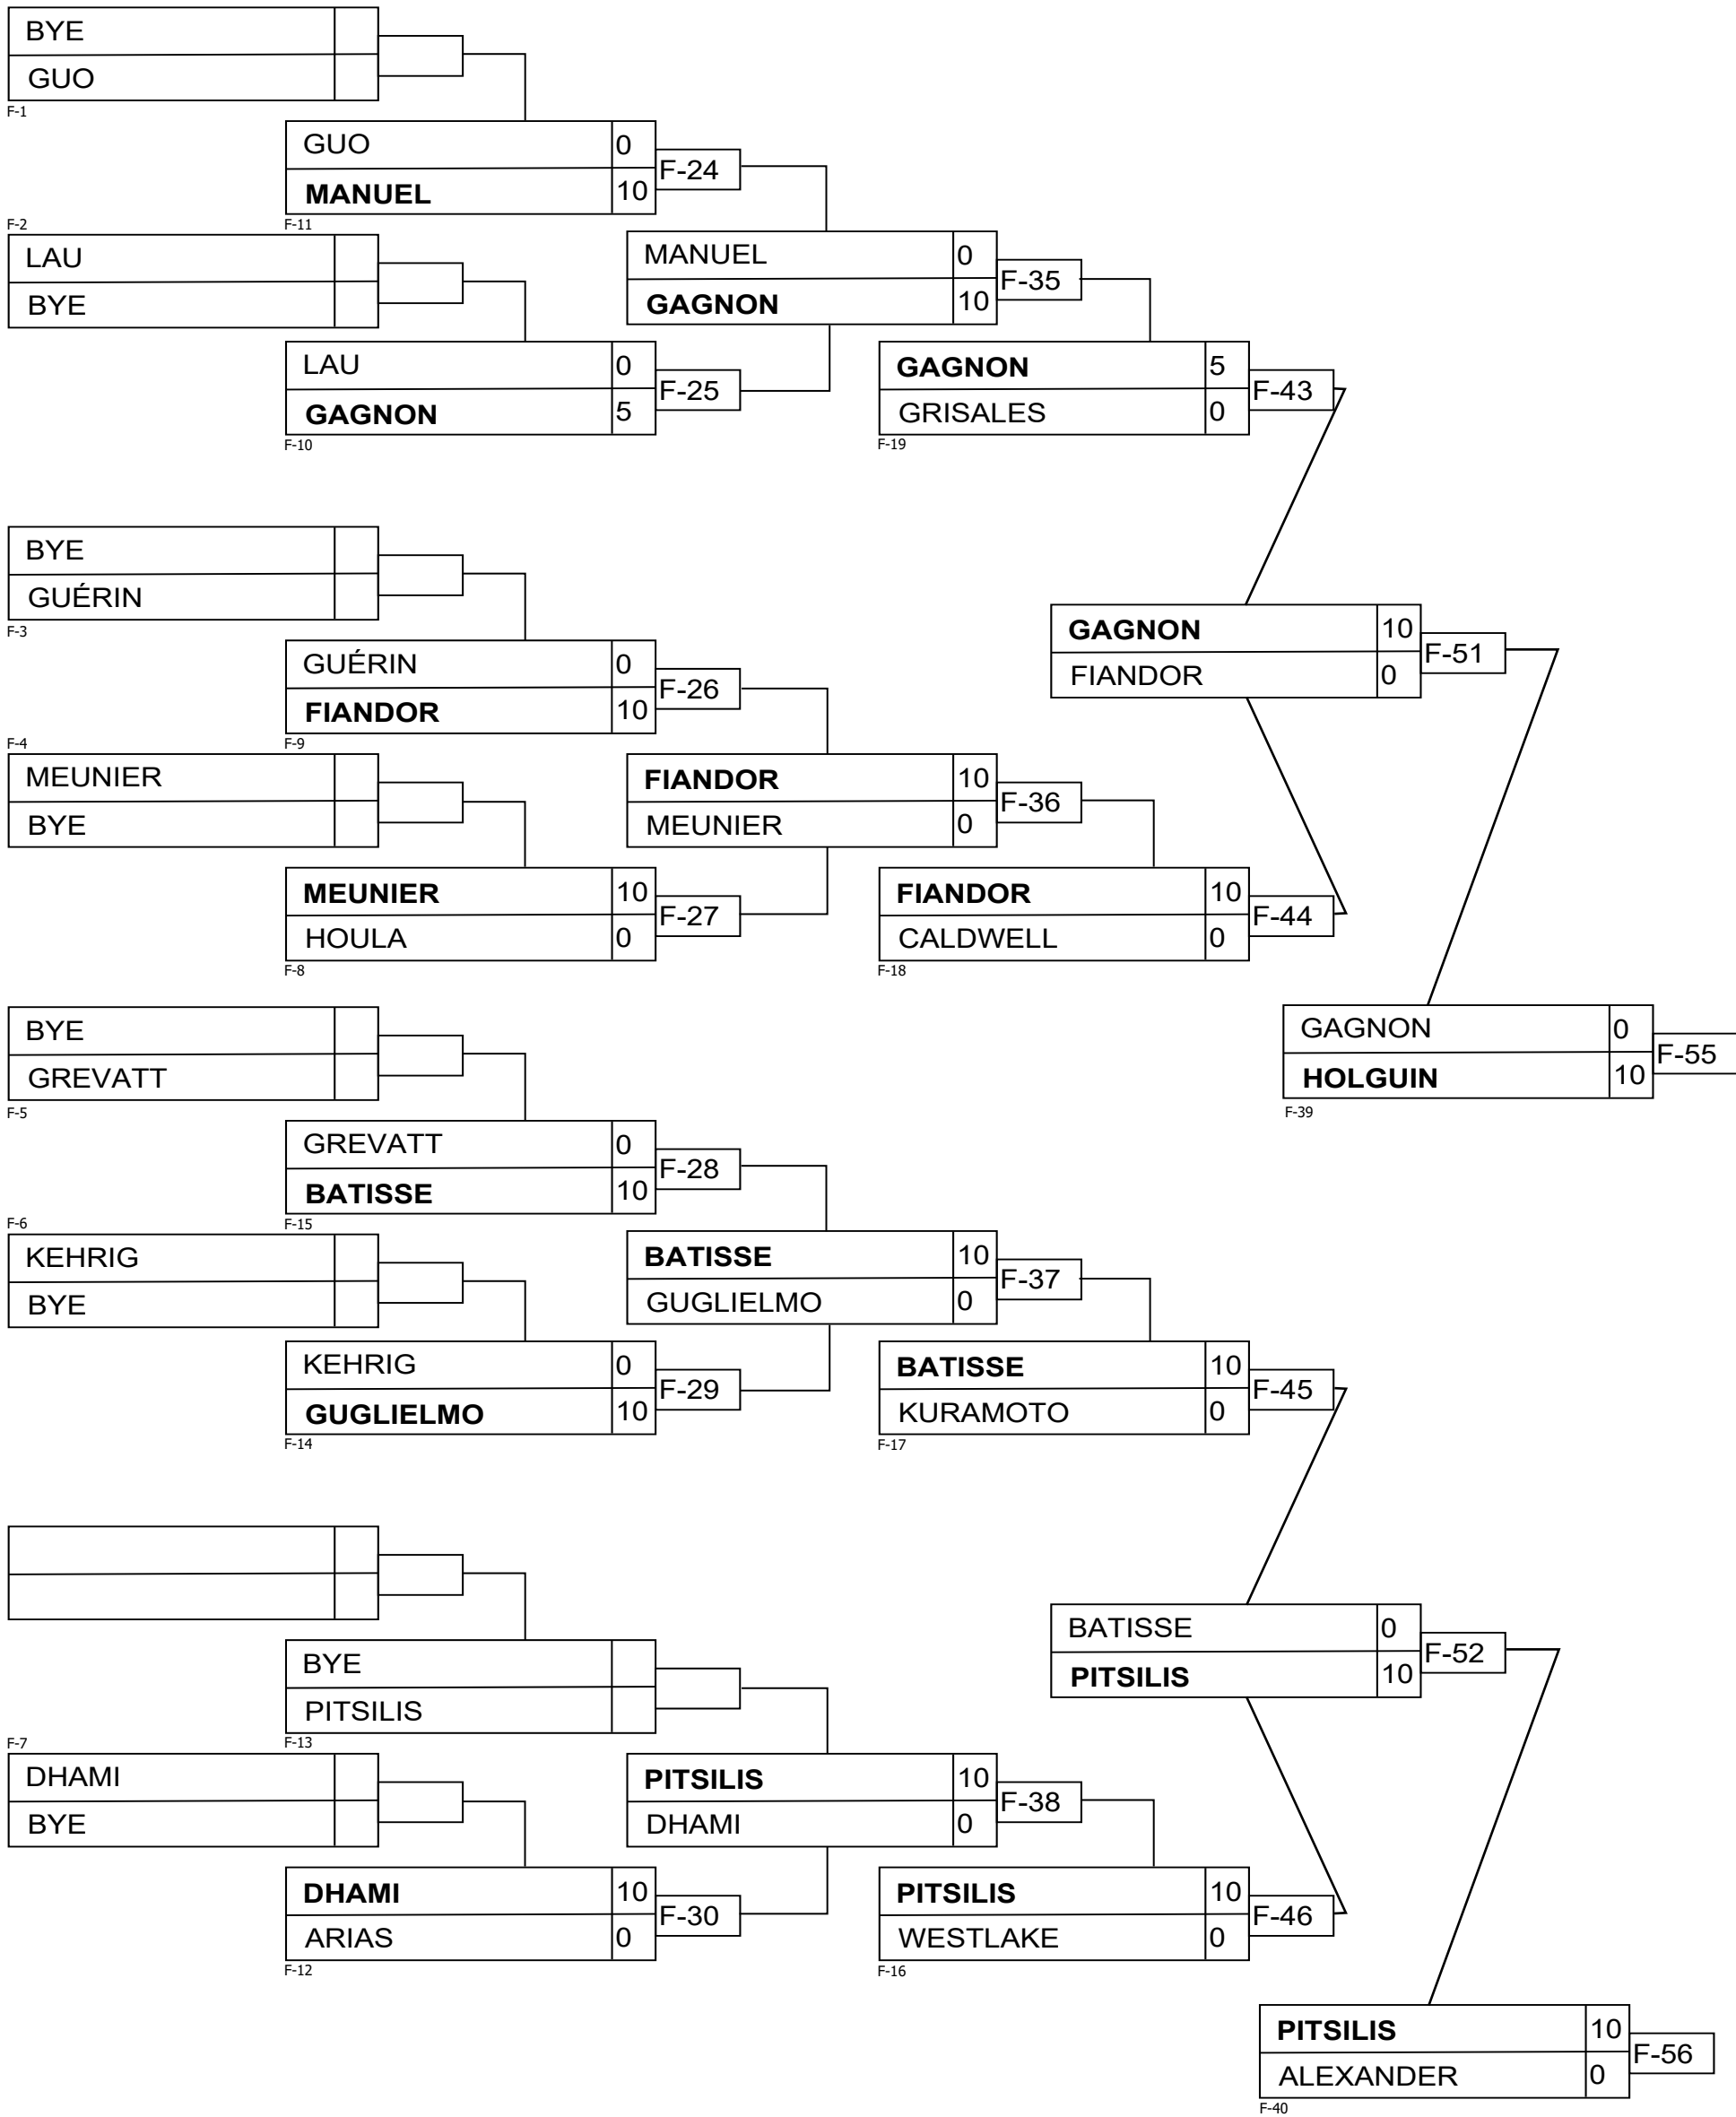 BYE
GUO
F-1
GUO 0
MANUEL 10
F-24
F-2
F-11
LAU
BYE
MANUEL 0
GAGNON 10
F-35
LAU 0
GAGNON 5
F-25
F-10
GAGNON 5
GRISALES 0
F-43
F-19
BYE
GUÉRIN
F-3
GAGNON 10
FIANDOR 0
F-51
GUÉRIN 0
FIANDOR 10
F-26
F-4
F-9
MEUNIER
BYE
FIANDOR 10
MEUNIER 0
F-36
MEUNIER 10
HOULA 0
F-27
F-8
FIANDOR 10
CALDWELL 0
F-44
F-18
BYE
GREVATT
F-5
GAGNON 0
HOLGUIN 10
F-55
F-39
GREVATT 0
BATISSE 10
F-28
F-6
F-15
KEHRIG
BYE
BATISSE 10
GUGLIELMO 0
F-37
KEHRIG 0
GUGLIELMO 10
F-29
F-14
BATISSE 10
KURAMOTO 0
F-45
F-17
BATISSE 0
PITSILIS 10
F-52
BYE
PITSILIS
F-7
F-13
DHAMI
BYE
PITSILIS 10
DHAMI 0
F-38
DHAMI 10
ARIAS 0
F-30
F-12
PITSILIS 10
WESTLAKE 0
F-46
F-16
PITSILIS 10
ALEXANDER 0
F-56
F-40